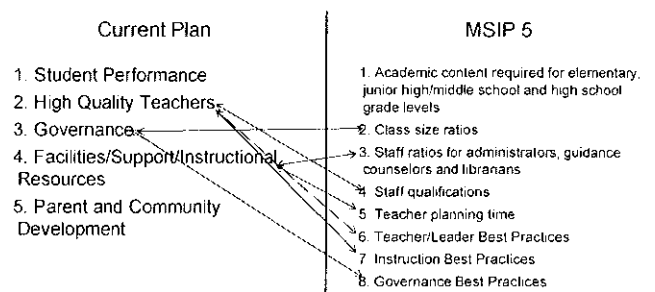 Current Plan
1. Student Performance
2. High Quality Teachers
3. Governance
4. Facilities/Support/Instructional
Resources
5. Parent and Community
Development
MSIP 5
1. Academic content required for elementary,
junior high/middle school and high school
grade levels
2. Class size ratios
3. Staff ratios for administrators, guidance
counselors and librarians
4 Staff qualifications
5 Teacher planning time
6. Teacher/Leader Best Practices
7 Instruction Best Practices
8. Governance Best Practices